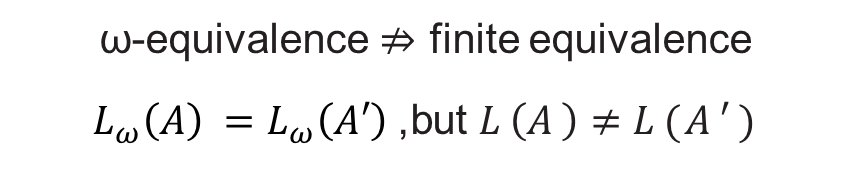 ω-equivalence ⇏ finite equivalence
L_ω(A) = L_ω(A′) ,but L (A) ≠ L (A′)